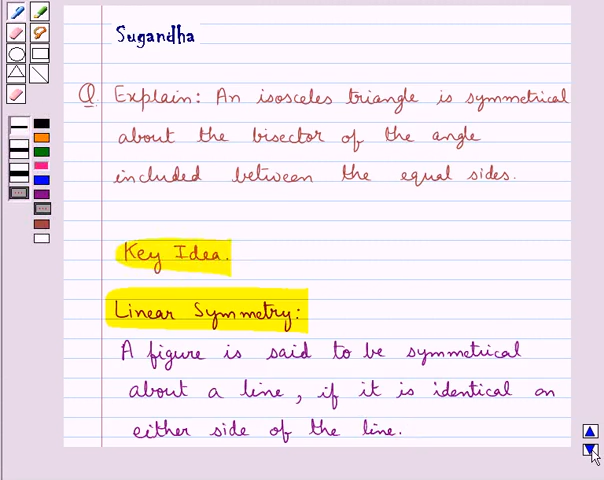 Sugandha
Q. Explain: An isosceles triangle is symmetrical
about the bisector of the angle
included between the equal sides.
Key Idea.
Linear Symmetry:
A figure is said to be symmetrical
about a line, if it is identical on
either side of the line.